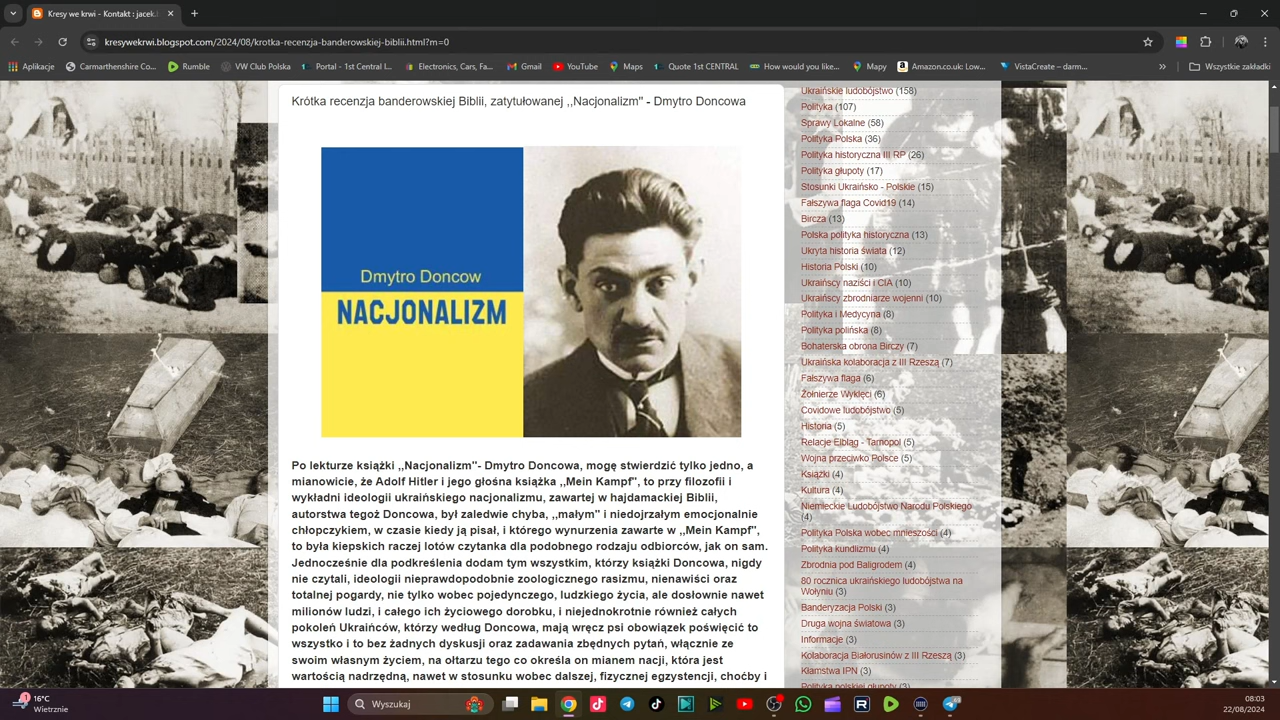 Kresy we krwi - Kontakt : jacek.b
kresywekrwi.blogspot.com/2024/08/krotka-recenzja-banderowskiej-biblii.html?m=0
Aplikacje
Carmarthenshire Co...
Rumble
VW Club Polska
Portal - 1st Central I...
Electronics, Cars, Fa...
Gmail
YouTube
Maps
Quote 1st CENTRAL
How would you like...
Mapy
Amazon.co.uk: Low...
VistaCreate – darm...
Wszystkie zakładki
Krótka recenzja banderowskiej Biblii, zatytułowanej ,,Nacjonalizm" - Dmytro Doncowa
Dmytro Doncow
NACJONALIZM
Po lekturze książki ,,Nacjonalizm"- Dmytro Doncowa, mogę stwierdzić tylko jedno, a
mianowicie, że Adolf Hitler i jego głośna książka ,,Mein Kampf", to przy filozofii i
wykładni ideologii ukraińskiego nacjonalizmu, zawartej w hajdamackiej Biblii,
autorstwa tegoż Doncowa, był zaledwie chyba, ,,małym" i niedojrzałym emocjonalnie
chłopczykiem, w czasie kiedy ją pisał, i którego wynurzenia zawarte w ,,Mein Kampf",
to była kiepskich raczej lotów czytanka dla podobnego rodzaju odbiorców, jak on sam.
Jednocześnie dla podkreślenia dodam tym wszystkim, którzy książki Doncowa, nigdy
nie czytali, ideologii nieprawdopodobnie zoologicznego rasizmu, nienawiści oraz
totalnej pogardy, nie tylko wobec pojedynczego, ludzkiego życia, ale dosłownie nawet
milionów ludzi, i całego ich życiowego dorobku, i niejednokrotnie również całych
pokoleń Ukraińców, którzy według Doncowa, mają wręcz psi obowiązek poświęcić to
wszystko i to bez żadnych dyskusji oraz zadawania zbędnych pytań, włącznie ze
swoim własnym życiem, na ołtarzu tego co określa on mianem nacji, która jest
wartością nadrzędną, nawet w stosunku wobec dalszej, fizycznej egzystencji, choćby i
Ukraińskie ludobójstwo (158)
Polityka (107)
Sprawy Lokalne (58)
Polityka Polska (36)
Polityka historyczna III RP (26)
Polityka głupoty (17)
Stosunki Ukraińsko - Polskie (15)
Fałszywa flaga Covid19 (14)
Bircza (13)
Polska polityka historyczna (13)
Ukryta historia świata (12)
Historia Polski (10)
Ukraińscy naziści i CIA (10)
Ukraińscy zbrodniarze wojenni (10)
Polityka i Medycyna (8)
Polityka polińska (8)
Bohaterska obrona Birczy (7)
Ukraińska kolaboracja z III Rzeszą (7)
Fałszywa flaga (6)
Żołnierze Wyklęci (6)
Covidowe ludobójstwo (5)
Historia (5)
Relacje Elbląg - Tarnopol (5)
Wojna przeciwko Polsce (5)
Książki (4)
Kultura (4)
Niemieckie Ludobójstwo Narodu Polskiego
(4)
Polityka Polska wobec mniejszości (4)
Polityka kundlizmu (4)
Zbrodnia pod Baligrodem (4)
80 rocznica ukraińskiego ludobójstwa na
Wołyniu (3)
Banderyzacja Polski (3)
Druga wojna światowa (3)
Informacje (3)
Kolaboracja Białorusinów z III Rzeszą (3)
Kłamstwa IPN (3)
Polityka polskiej głupoty (3)
16°C
Wietrznie
Wyszukaj
08:03
22/08/2024